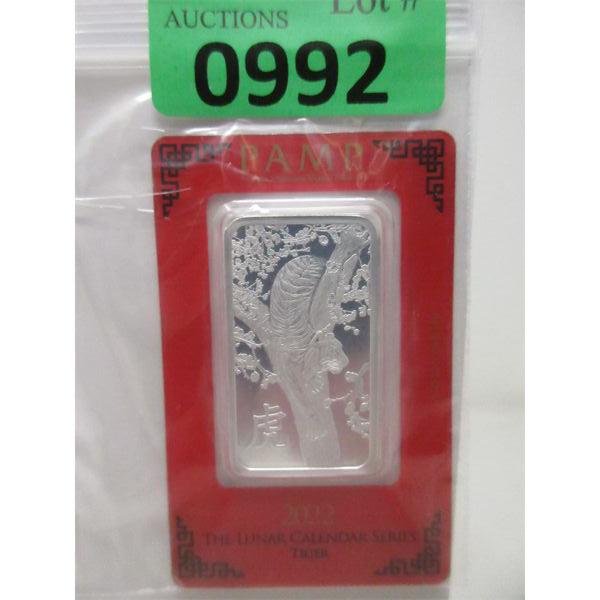 AUCTIONS Lot #
0992
PAMP
虎
2022
THE LUNAR CALENDAR SERIES
TIGER